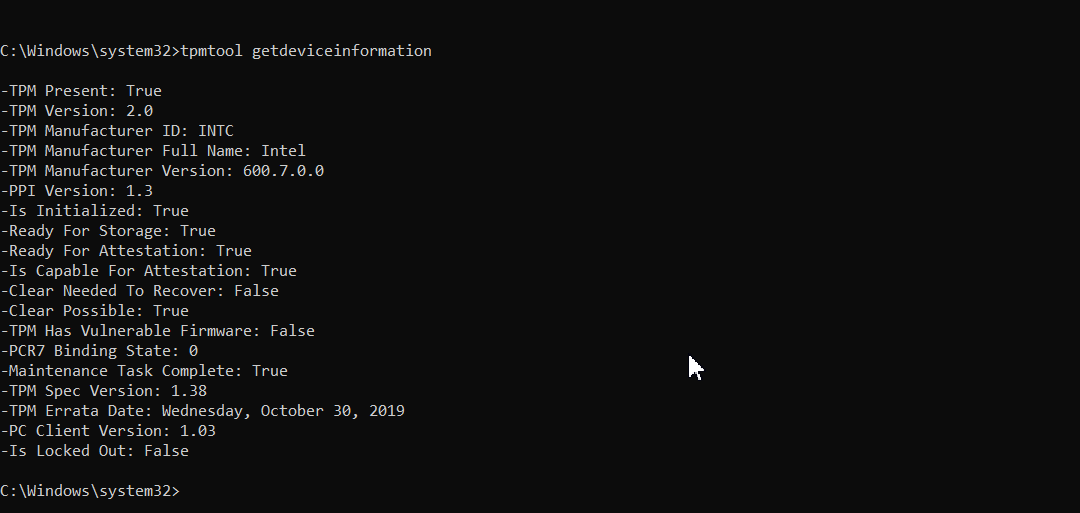 C:\Windows\system32>tpmtool getdeviceinformation
-TPM Present: True
-TPM Version: 2.0
-TPM Manufacturer ID: INTC
-TPM Manufacturer Full Name: Intel
-TPM Manufacturer Version: 600.7.0.0
-PPI Version: 1.3
-Is Initialized: True
-Ready For Storage: True
-Ready For Attestation: True
-Is Capable For Attestation: True
-Clear Needed To Recover: False
-Clear Possible: True
-TPM Has Vulnerable Firmware: False
-PCR7 Binding State: 0
-Maintenance Task Complete: True
-TPM Spec Version: 1.38
-TPM Errata Date: Wednesday, October 30, 2019
-PC Client Version: 1.03
-Is Locked Out: False
C:\Windows\system32>